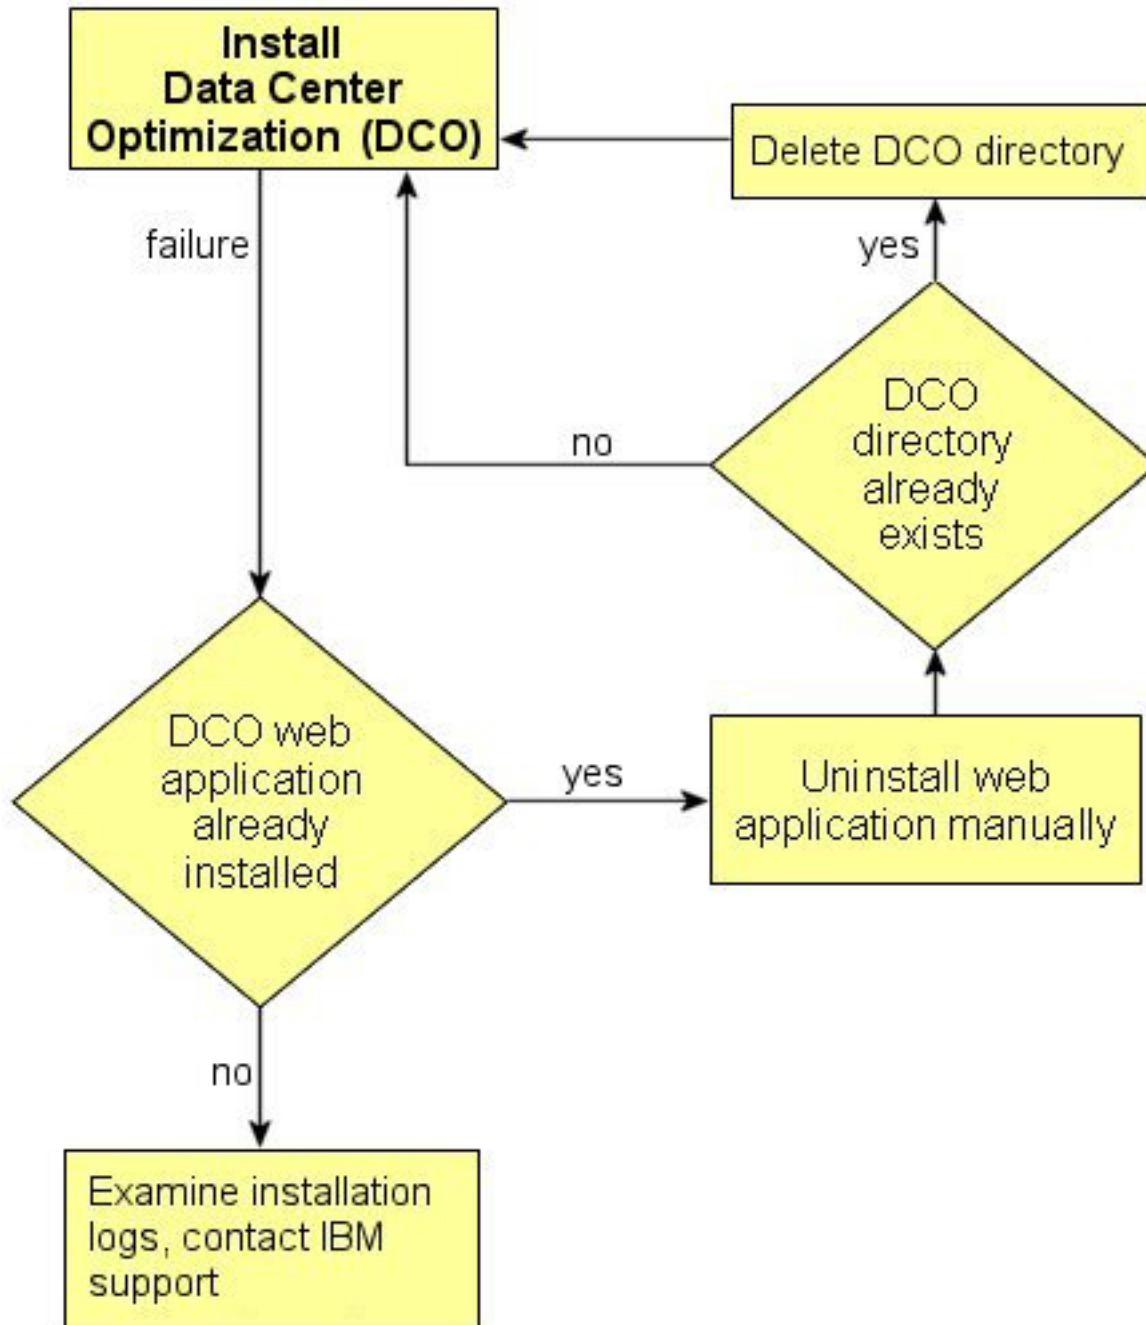 Install
Data Center
Optimization (DCO)
Delete DCO directory
failure
yes
DCO
directory
already
exists
no
DCO web
application
already
installed
yes
Uninstall web
application manually
no
Examine installation
logs, contact IBM
support